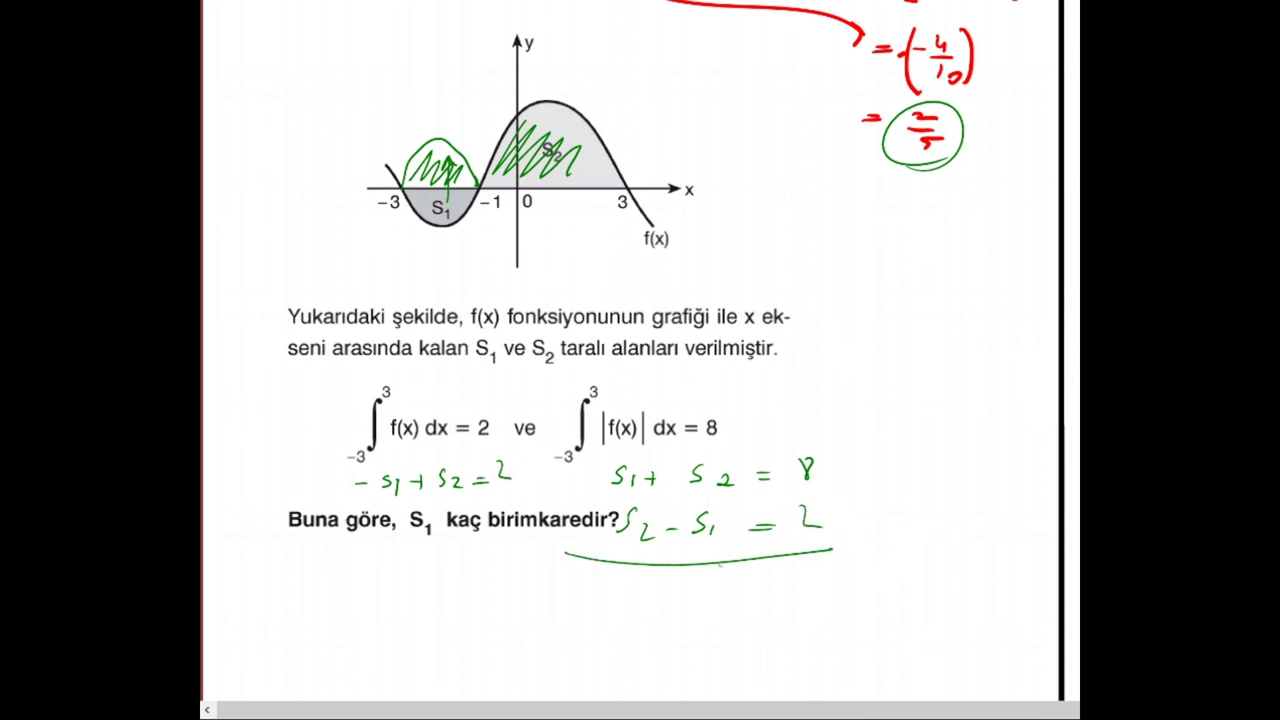 = (-4/10)
= 2/5
y
S2
x
-3 S1 -1 0 3
f(x)
Yukarıdaki şekilde, f(x) fonksiyonunun grafiği ile x ek-
seni arasında kalan S1 ve S2 taralı alanları verilmiştir.
∫_{-3}^{3} f(x) dx = 2 ve ∫_{-3}^{3} |f(x)| dx = 8
-S1 + S2 = 2 S1 + S2 = 8
Buna göre, S1 kaç birimkaredir? S2 - S1 = 2